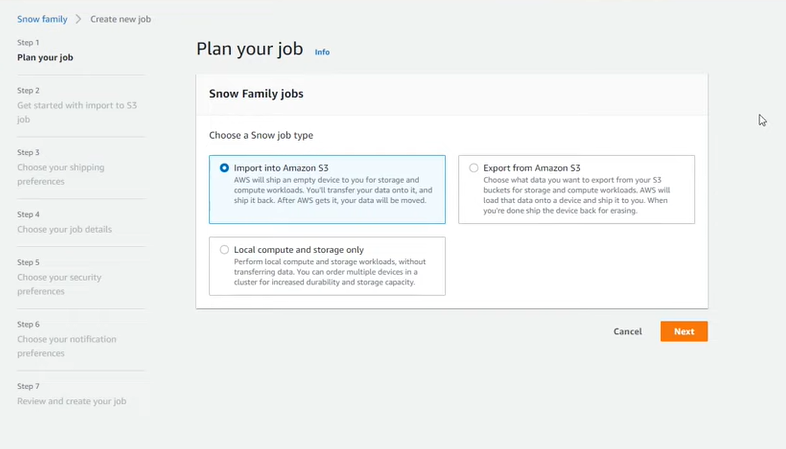 Snow family > Create new job
Step 1
Plan your job
Step 2
Get started with import to S3
job
Step 3
Choose your shipping
preferences
Step 4
Choose your job details
Step 5
Choose your security
preferences
Step 6
Choose your notification
preferences
Step 7
Review and create your job
Plan your job Info
Snow Family jobs
Choose a Snow job type
Import into Amazon S3
AWS will ship an empty device to you for storage and
compute workloads. You'll transfer your data onto it, and
ship it back. After AWS gets it, your data will be moved.
Export from Amazon S3
Choose what data you want to export from your S3
buckets for storage and compute workloads. AWS will
load that data onto a device and ship it to you. When
you're done ship the device back for erasing.
Local compute and storage only
Perform local compute and storage workloads, without
transferring data. You can order multiple devices in a
cluster for increased durability and storage capacity.
Cancel
Next